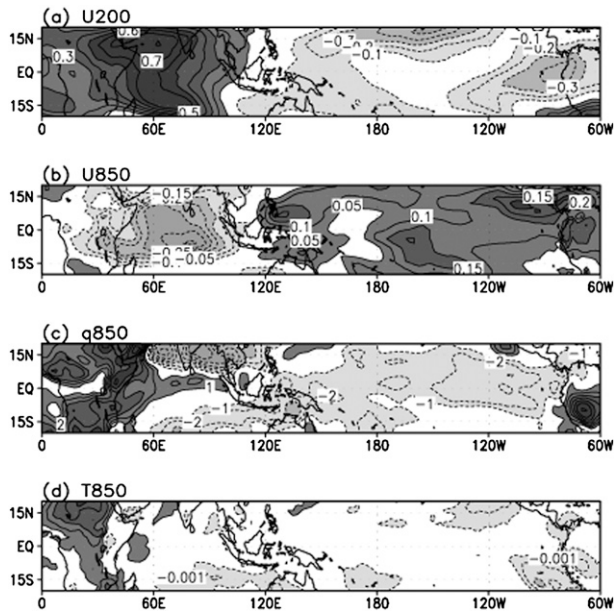 (a) U200
15N
EQ
15S
0.6
0.3
0.7
0.5
-0.1
-0.1
-0.2
-0.3
0 60E 120E 180 120W 60W
(b) U850
15N
EQ
15S
-0.15
-0.05
0.05
0.1
0.05
0.1
0.15
0.15
0.2
0 60E 120E 180 120W 60W
(c) q850
15N
EQ
15S
2
1
-1
-2
-2
-2
-1
-1
0 60E 120E 180 120W 60W
(d) T850
15N
EQ
15S
-0.001
-0.001
0 60E 120E 180 120W 60W